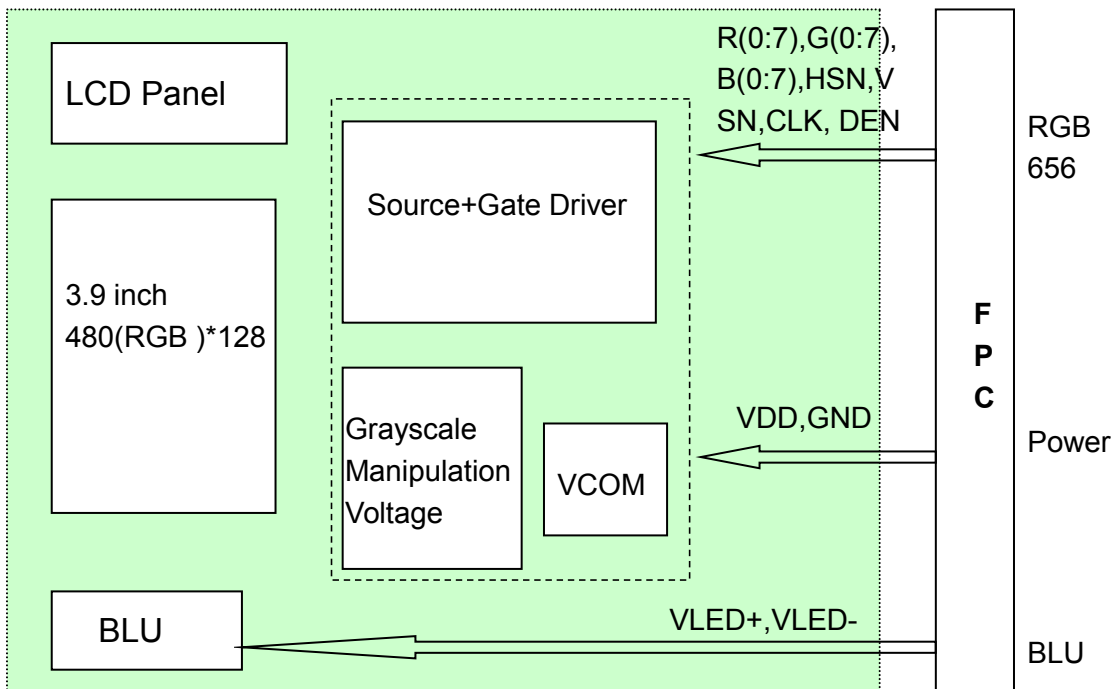 LCD Panel
3.9 inch
480(RGB )*128
Source+Gate Driver
Grayscale
Manipulation
Voltage
VCOM
BLU
R(0:7),G(0:7),
B(0:7),HSN,V
SN,CLK, DEN
VDD,GND
VLED+,VLED-
F
P
C
RGB
656
Power
BLU